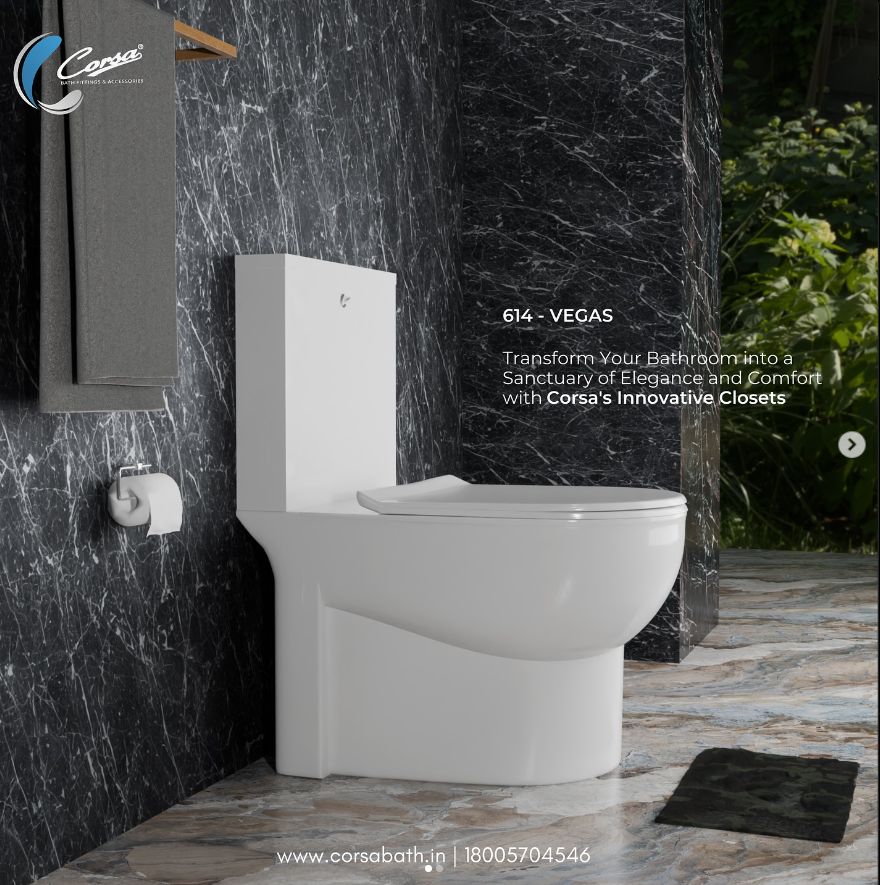 Corsa®
BATH FITTINGS & ACCESSORIES
614 - VEGAS
Transform Your Bathroom into a
Sanctuary of Elegance and Comfort
with Corsa's Innovative Closets
www.corsabath.in | 18005704546